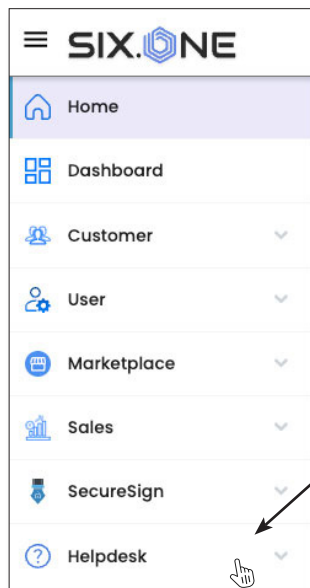 SIX.ONE
Home
Dashboard
Customer
User
Marketplace
Sales
SecureSign
Helpdesk